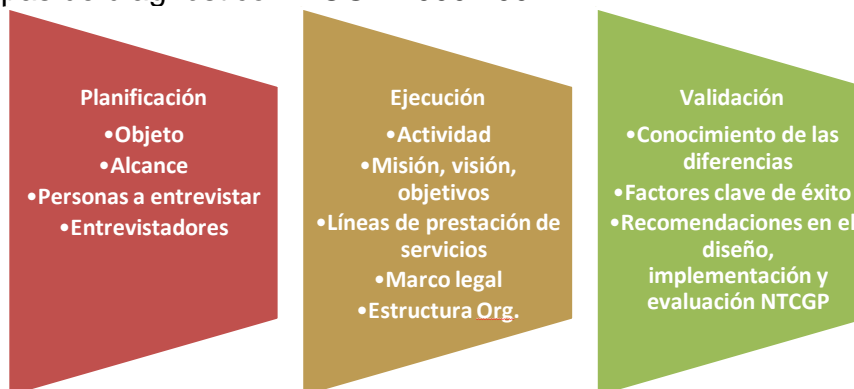 Planificación
•Objeto
•Alcance
•Personas a entrevistar
•Entrevistadores
Ejecución
•Actividad
•Misión, visión,
objetivos
•Líneas de prestación de
servicios
•Marco legal
•Estructura Org.
Validación
•Conocimiento de las
diferencias
•Factores clave de éxito
•Recomendaciones en el
diseño,
implementación y
evaluación NTCGP